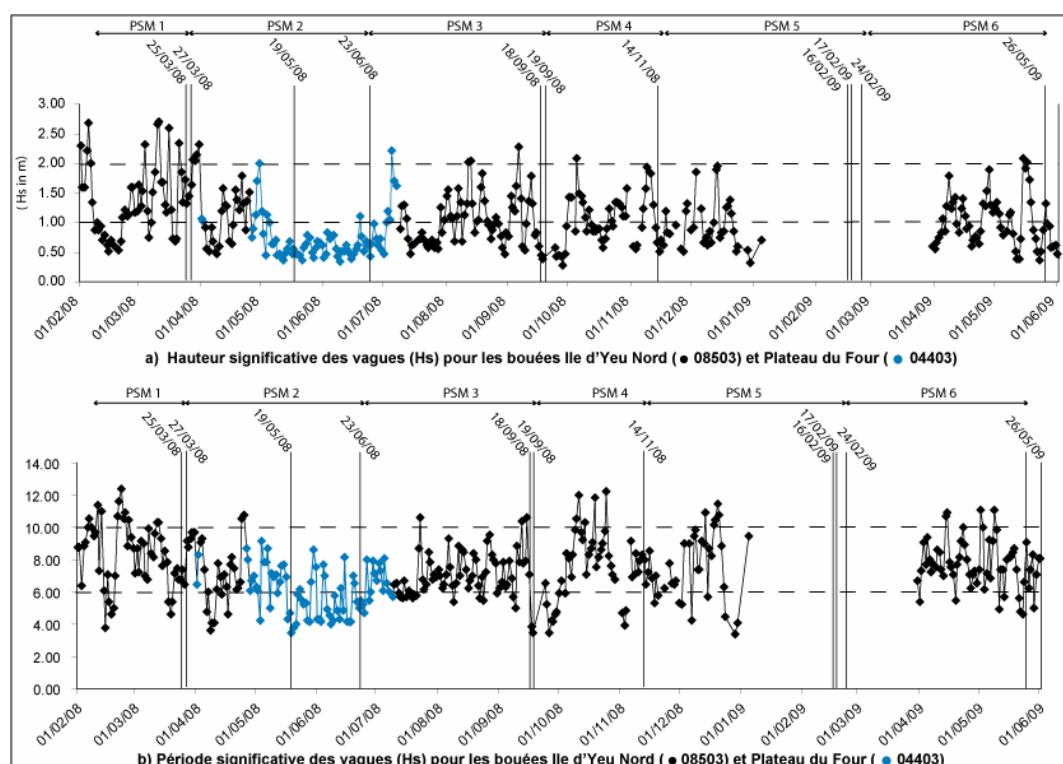 PSM 1 PSM 2 PSM 3 PSM 4 PSM 5 PSM 6
25/03/08 27/03/08 19/05/08 23/06/08 18/09/08 19/09/08 14/11/08 16/02/09 17/02/09 24/02/09 26/05/09
( Hs in m)
3.00
2.50
2.00
1.50
1.00
0.50
0.00
01/02/08 01/03/08 01/04/08 01/05/08 01/06/08 01/07/08 01/08/08 01/09/08 01/10/08 01/11/08 01/12/08 01/01/09 01/02/09 01/03/09 01/04/09 01/05/09 01/06/09
a) Hauteur significative des vagues (Hs) pour les bouées Ile d'Yeu Nord ( 08503) et Plateau du Four ( 04403)
PSM 1 PSM 2 PSM 3 PSM 4 PSM 5 PSM 6
25/03/08 27/03/08 19/05/08 23/06/08 18/09/08 19/09/08 14/11/08 16/02/09 17/02/09 24/02/09 26/05/09
14.00
12.00
10.00
8.00
6.00
4.00
2.00
0.00
01/02/08 01/03/08 01/04/08 01/05/08 01/06/08 01/07/08 01/08/08 01/09/08 01/10/08 01/11/08 01/12/08 01/01/09 01/02/09 01/03/09 01/04/09 01/05/09 01/06/09
b) Période significative des vagues (Hs) pour les bouées Ile d'Yeu Nord ( 08503) et Plateau du Four ( 04403)